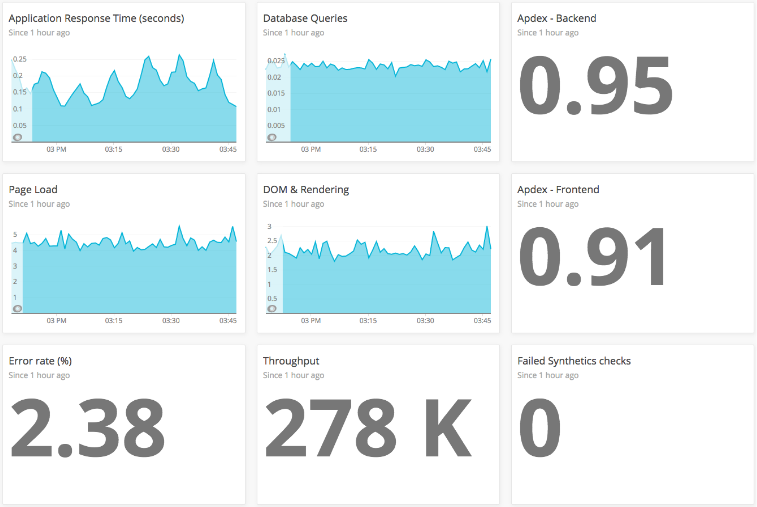 Application Response Time (seconds)
Since 1 hour ago
0.25
0.2
0.15
0.1
0.05
03 PM 03:15 03:30 03:45
Database Queries
Since 1 hour ago
0.025
0.02
0.015
0.01
0.005
03 PM 03:15 03:30 03:45
Apdex - Backend
Since 1 hour ago
0.95
Page Load
Since 1 hour ago
5
4
3
2
1
03 PM 03:15 03:30 03:45
DOM & Rendering
Since 1 hour ago
3
2.5
2
1.5
1
0.5
03 PM 03:15 03:30 03:45
Apdex - Frontend
Since 1 hour ago
0.91
Error rate (%)
Since 1 hour ago
2.38
Throughput
Since 1 hour ago
278 K
Failed Synthetics checks
Since 1 hour ago
0